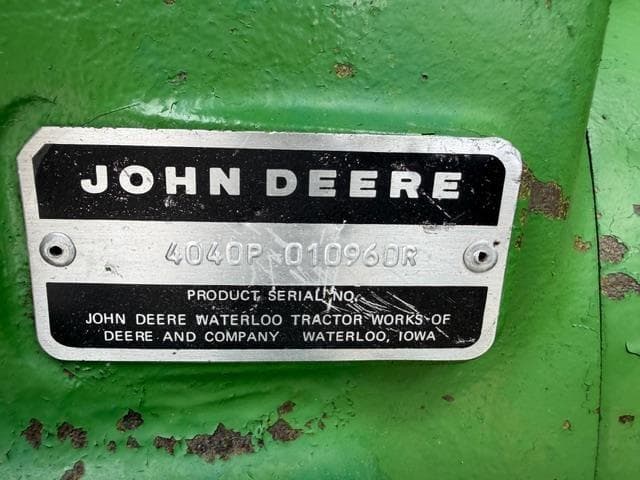 JOHN DEERE
4040P 010960R
PRODUCT SERIAL NO.
JOHN DEERE WATERLOO TRACTOR WORKS OF
DEERE AND COMPANY WATERLOO, IOWA